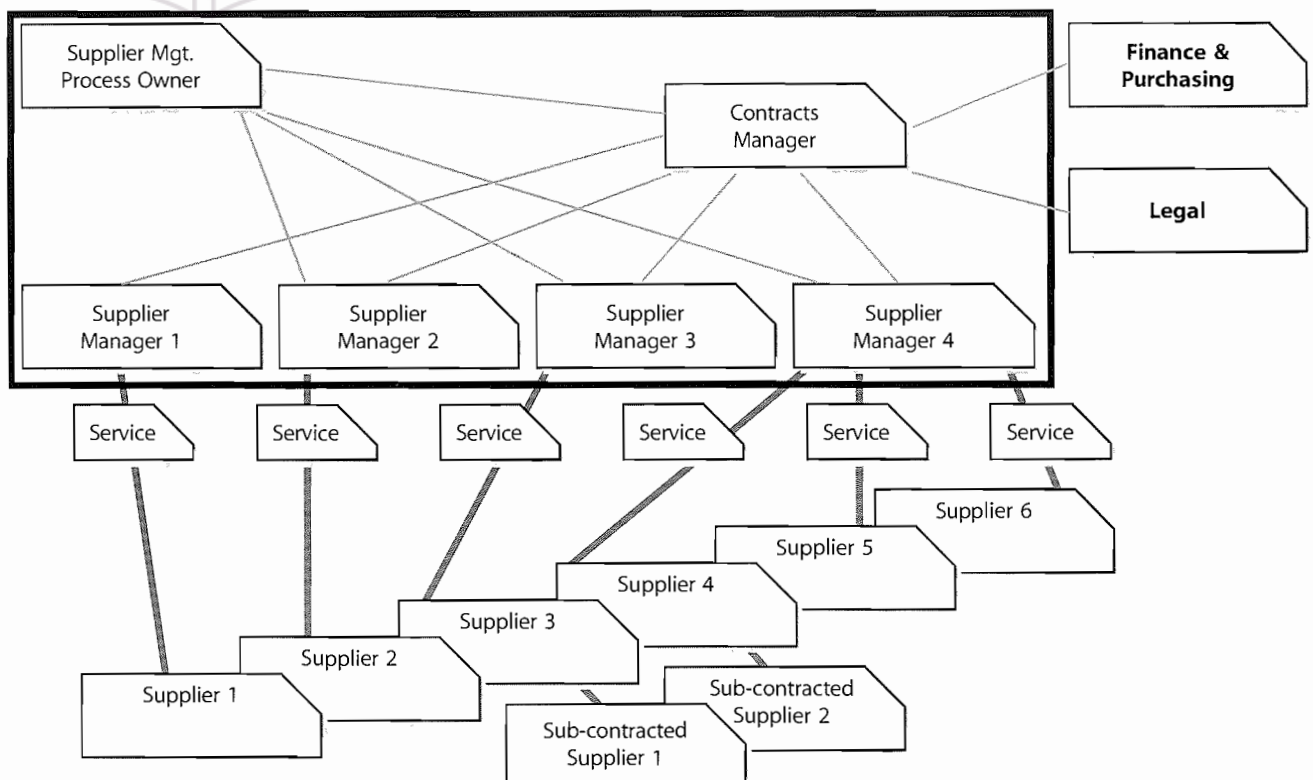 Supplier Mgt.
Process Owner
Finance &
Purchasing
Contracts
Manager
Legal
Supplier
Manager 1
Supplier
Manager 2
Supplier
Manager 3
Supplier
Manager 4
Service
Service
Service
Service
Service
Service
Supplier 6
Supplier 5
Supplier 4
Supplier 3
Supplier 2
Supplier 1
Sub-contracted
Supplier 2
Sub-contracted
Supplier 1